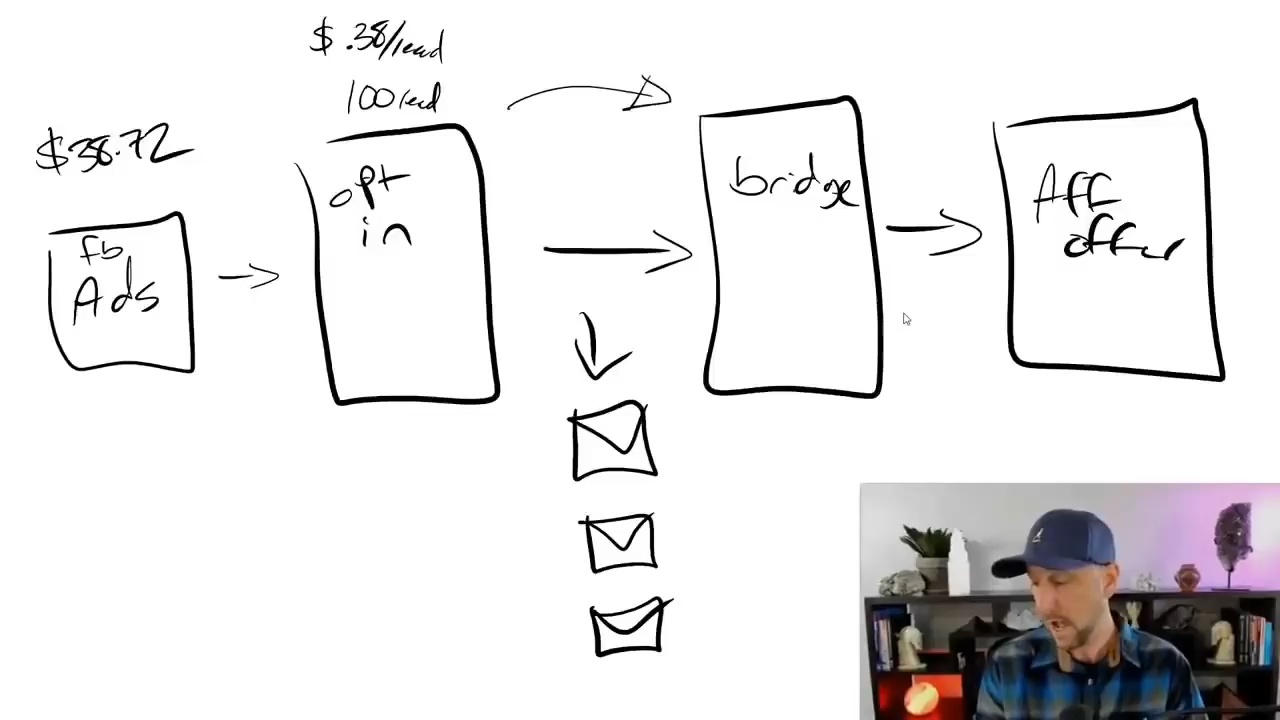 $.38/lead
100 lead
$38.72
fb
Ads
opt
in
bridge
Aff
offer